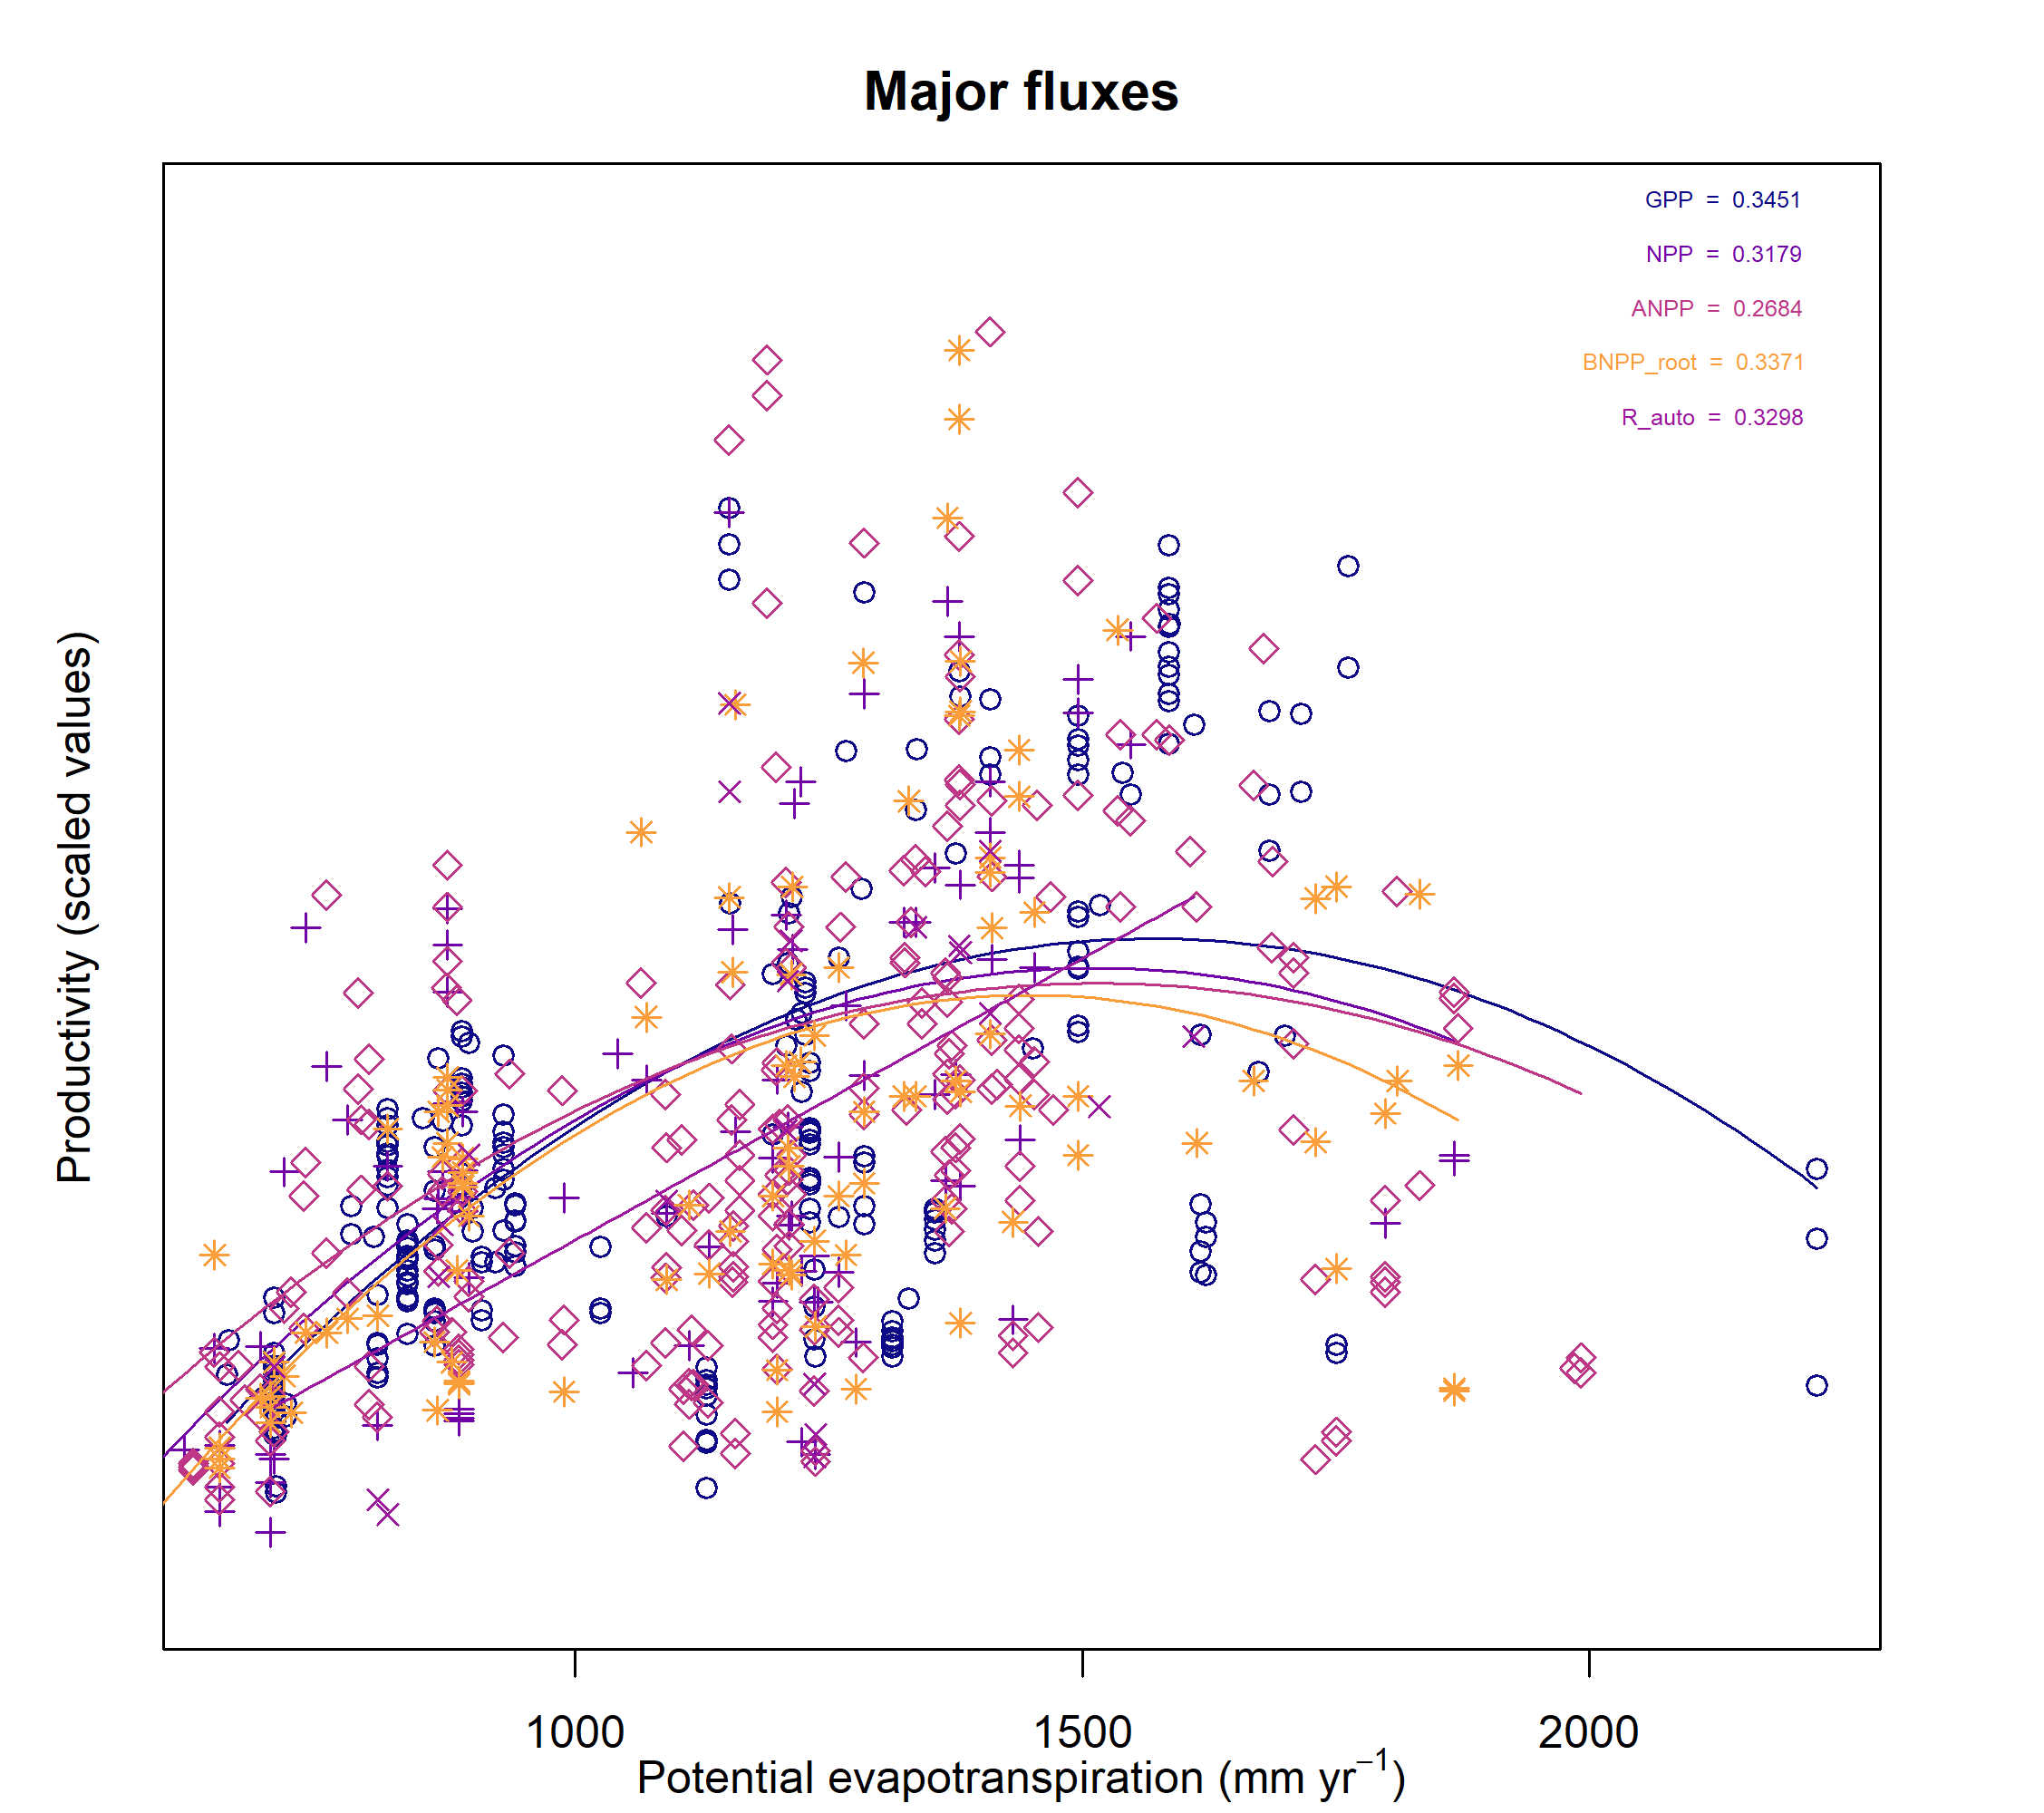 Major fluxes
GPP = 0.3451
NPP = 0.3179
ANPP = 0.2684
BNPP_root = 0.3371
R_auto = 0.3298
Productivity (scaled values)
1000 1500 2000
Potential evapotranspiration (mm yr⁻¹)